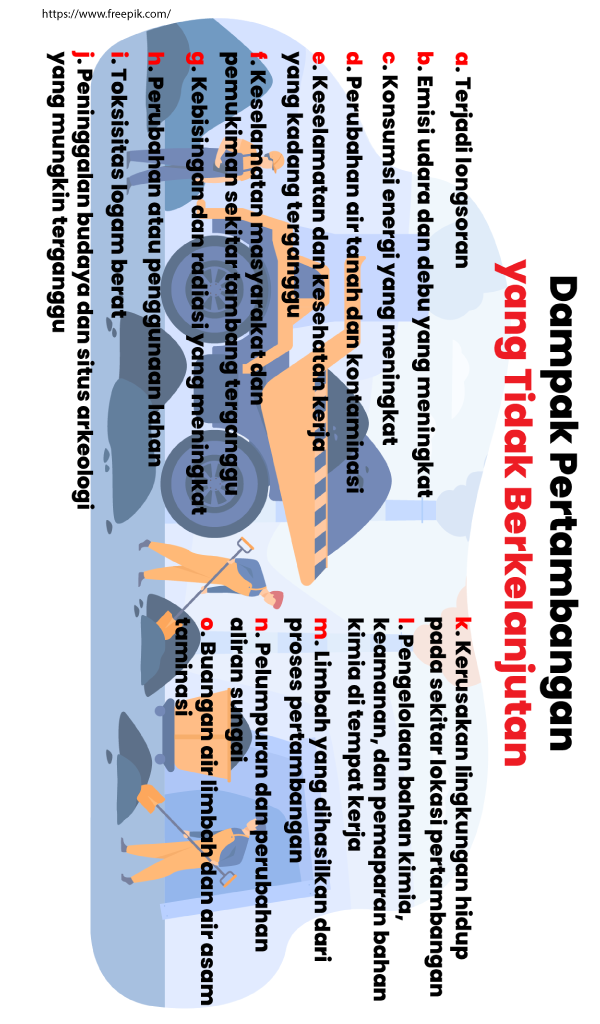 https://www.freepik.com/
Dampak Pertambangan
yang Tidak Berkelanjutan
a. Terjadi longsoran
b. Emisi udara dan debu yang meningkat
c. Konsumsi energi yang meningkat
d. Perubahan air tanah dan kontaminasi
e. Keselamatan dan kesehatan kerja
yang kadang terganggu
f. Keselamatan masyarakat dan
pemukiman sekitar tambang terganggu
g. Kebisingan dan radiasi yang meningkat
h. Perubahan atau penggunaan lahan
i. Toksisitas logam berat
j. Peninggalan budaya dan situs arkeologi
yang mungkin terganggu
k. Kerusakan lingkungan hidup
pada sekitar lokasi pertambangan
l. Pengelolaan bahan kimia,
keamanan, dan pemaparan bahan
kimia di tempat kerja
m. Limbah yang dihasilkan dari
proses pertambangan
n. Pelumpuran dan perubahan
aliran sungai
o. Buangan air limbah dan air asam
taminasi